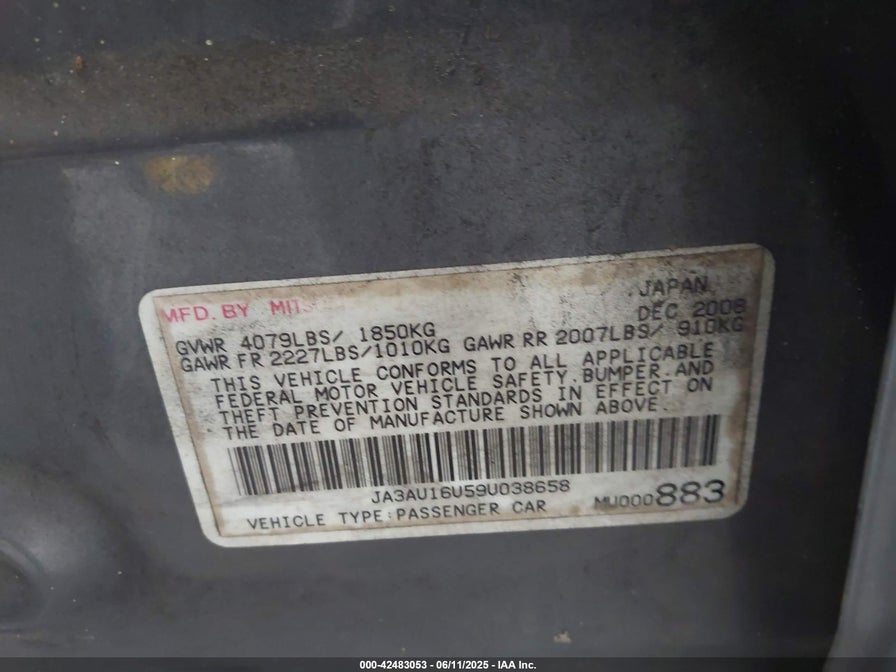 MFD. BY MITS
JAPAN
DEC 2008
GVWR 4079LBS/ 1850KG
GAWR FR 2227LBS/1010KG GAWR RR 2007LBS/ 910KG
THIS VEHICLE CONFORMS TO ALL APPLICABLE
FEDERAL MOTOR VEHICLE SAFETY, BUMPER, AND
THEFT PREVENTION STANDARDS IN EFFECT ON
THE DATE OF MANUFACTURE SHOWN ABOVE.
JA3AU16U59U038658
VEHICLE TYPE:PASSENGER CAR MU000883
000-42483053 - 06/11/2025 - IAA Inc.